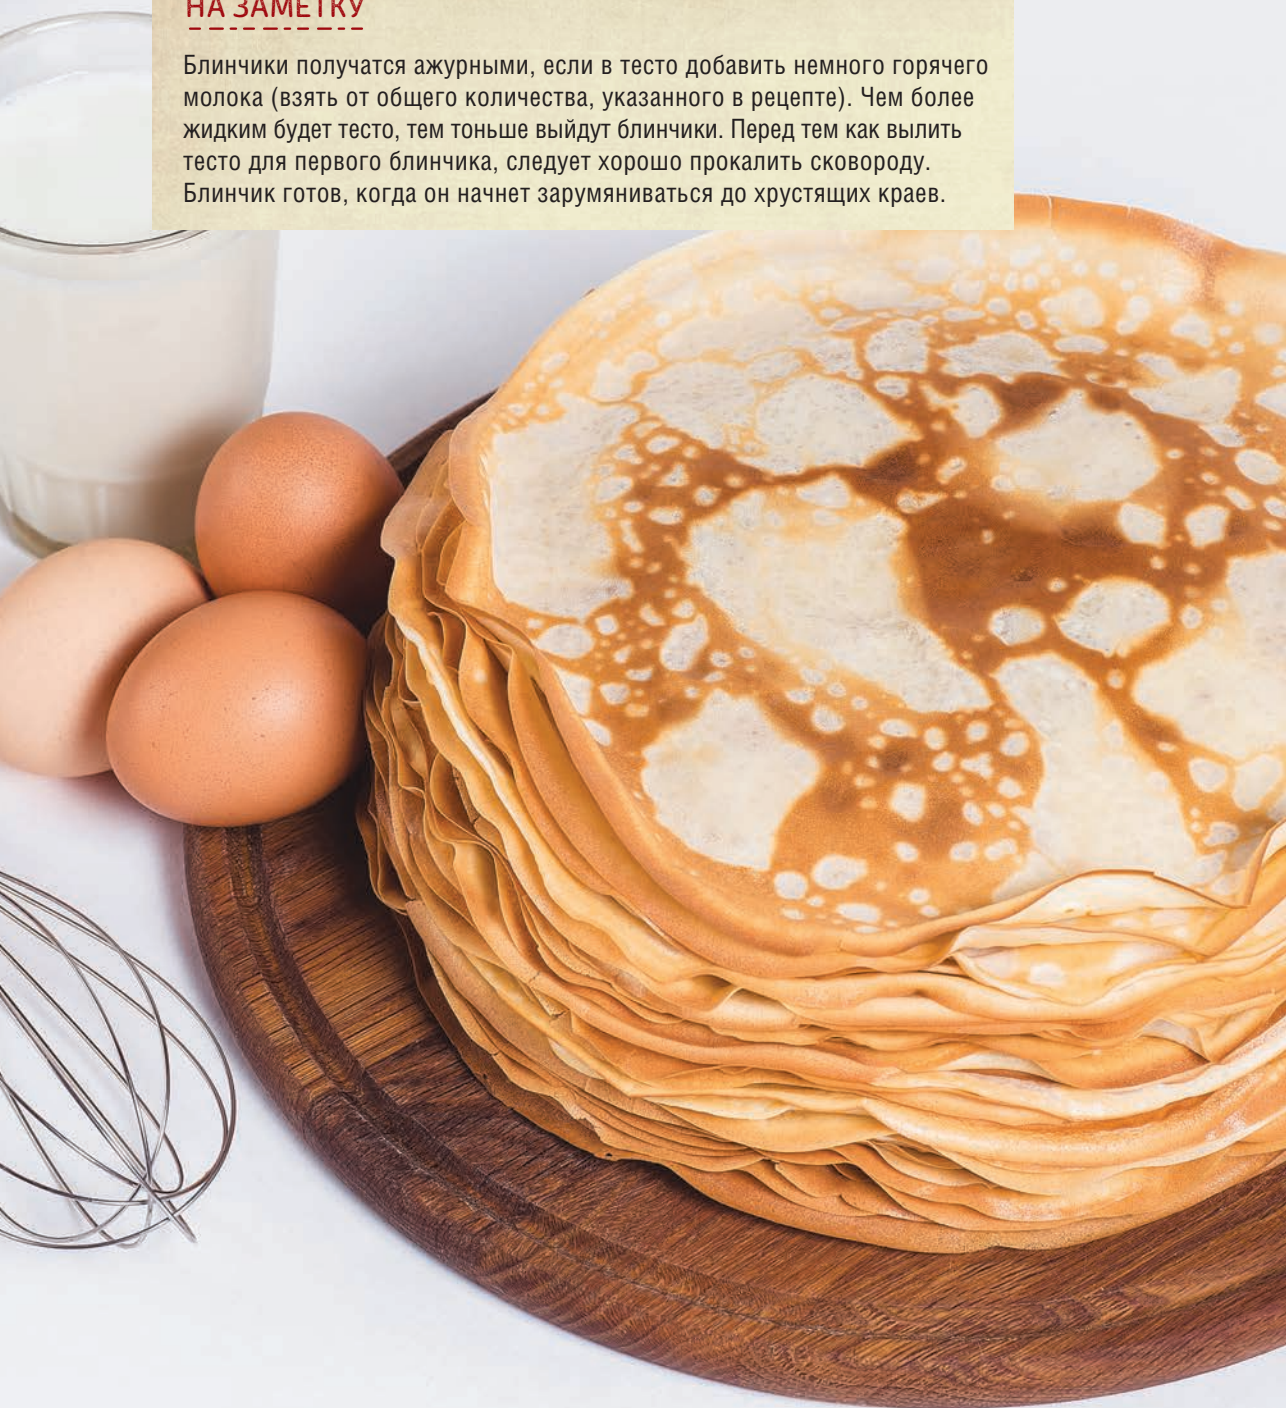 НА ЗАМЕТКУ
Блинчики получатся ажурными, если в тесто добавить немного горячего
молока (взять от общего количества, указанного в рецепте). Чем более
жидким будет тесто, тем тоньше выйдут блинчики. Перед тем как вылить
тесто для первого блинчика, следует хорошо прокалить сковороду.
Блинчик готов, когда он начнет зарумяниваться до хрустящих краев.